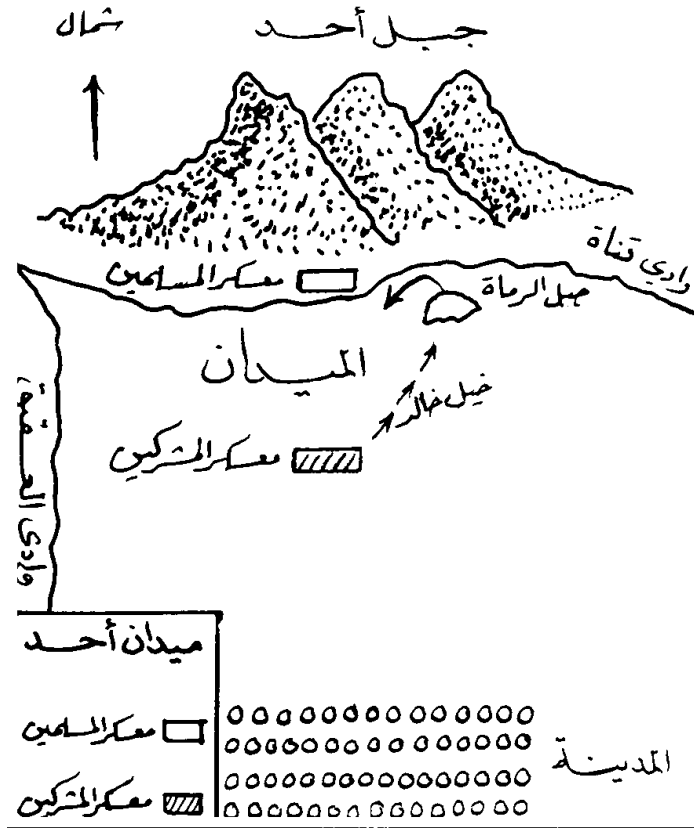 شمال
جبل أحد
وادي قناة
معسكر المسلمين
جبل الرماة
الميدان
خيل خالد
معسكر المشركين
وادي العقيق
ميدان أحد
معسكر المسلمين
معسكر المشركين
المدينة